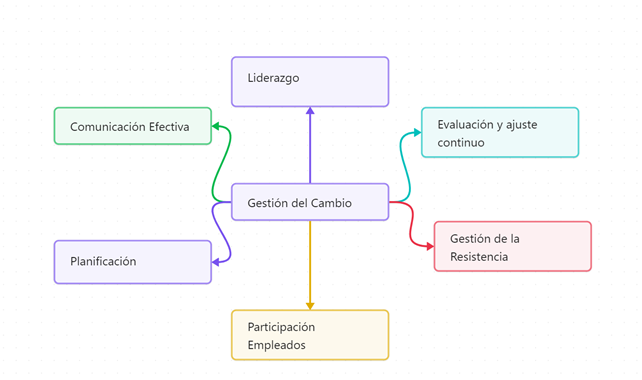 Liderazgo
Comunicación Efectiva
Evaluación y ajuste
continuo
Gestión del Cambio
Gestión de la
Resistencia
Planificación
Participación
Empleados